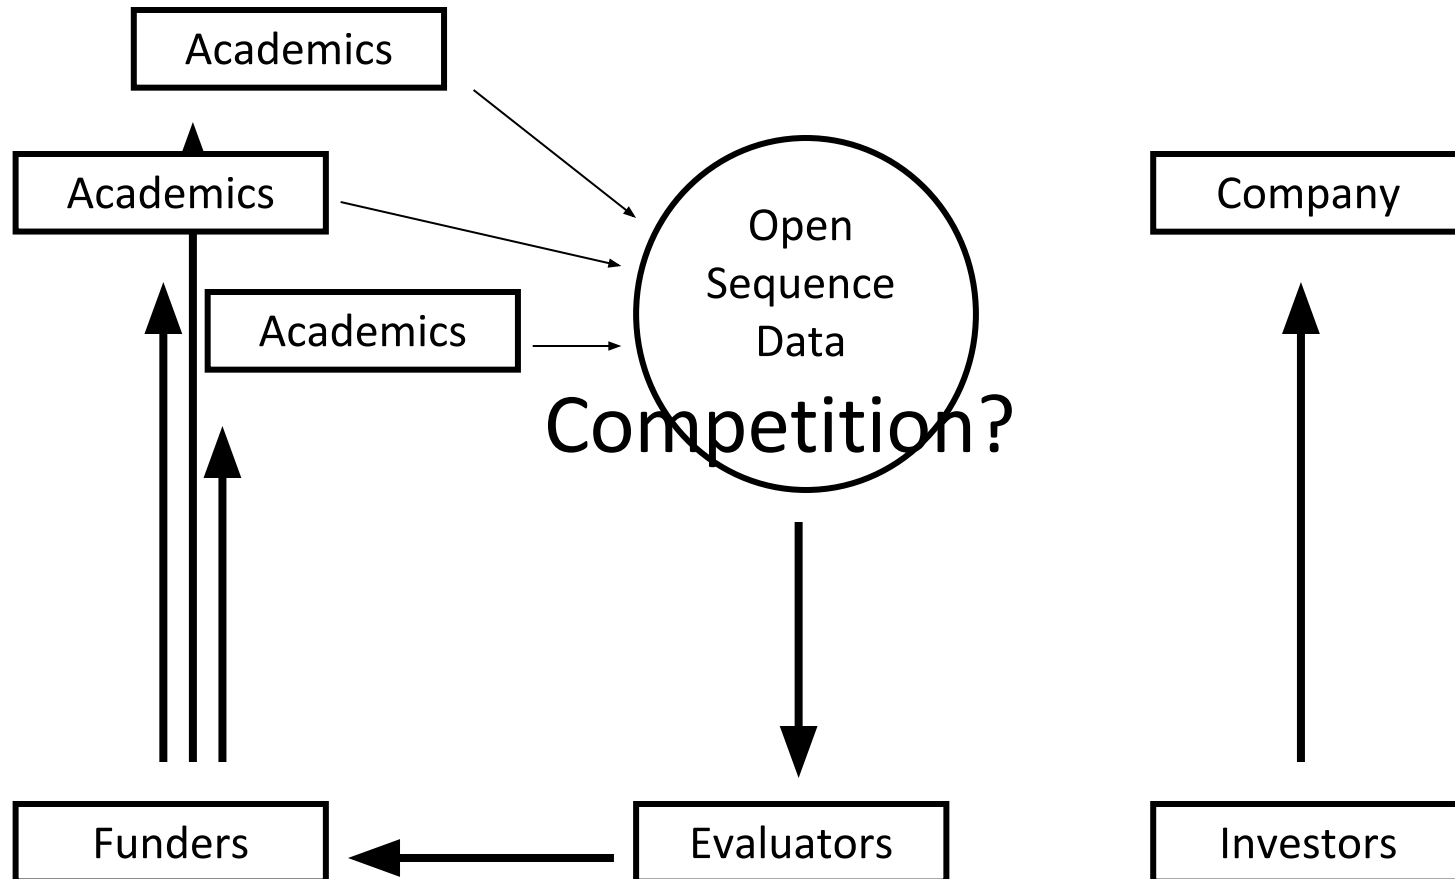 Academics
Academics
Company
Academics
Open
Sequence
Data
Competition?
Funders
Evaluators
Investors